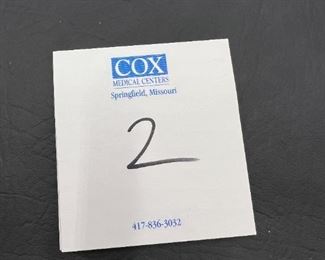 COX
MEDICAL CENTERS
Springfield, Missouri
2
417-836-3032